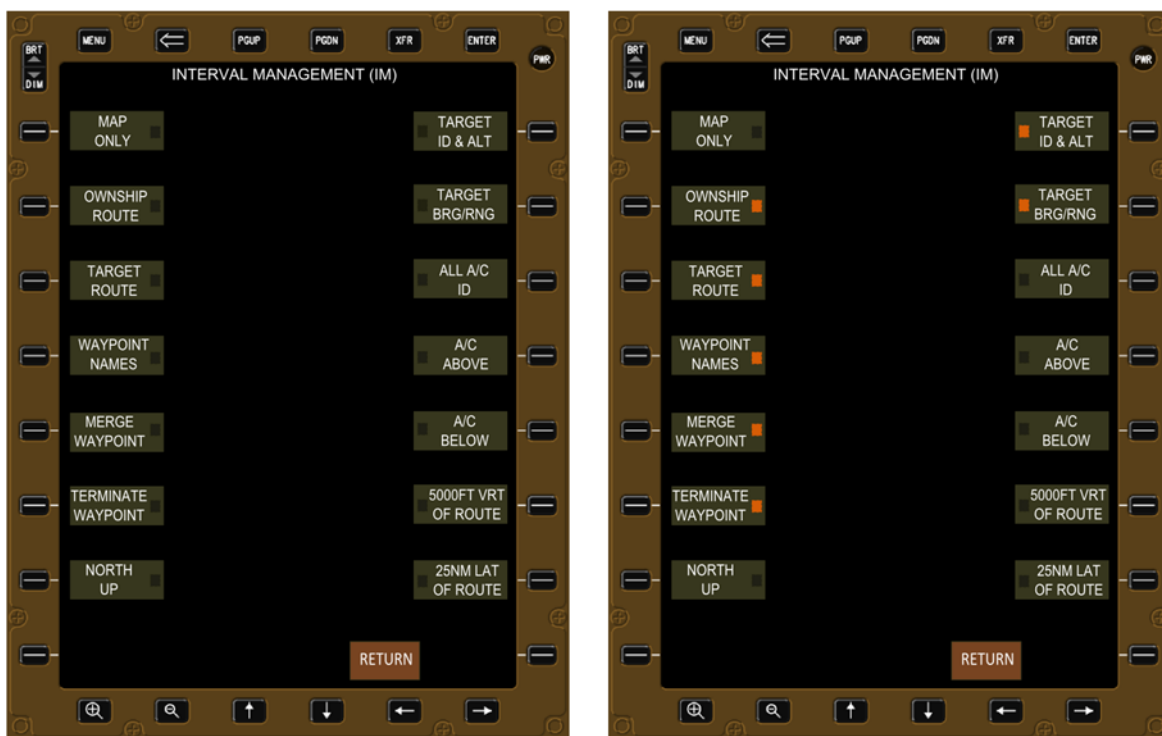 MENU PGUP PGDN XFR ENTER
BRT
DIM
PWR
INTERVAL MANAGEMENT (IM)
MAP
ONLY
TARGET
ID & ALT
OWNSHIP
ROUTE
TARGET
BRG/RNG
TARGET
ROUTE
ALL A/C
ID
WAYPOINT
NAMES
A/C
ABOVE
MERGE
WAYPOINT
A/C
BELOW
TERMINATE
WAYPOINT
5000FT VRT
OF ROUTE
NORTH
UP
25NM LAT
OF ROUTE
RETURN
MENU PGUP PGDN XFR ENTER
BRT
DIM
PWR
INTERVAL MANAGEMENT (IM)
MAP
ONLY
TARGET
ID & ALT
OWNSHIP
ROUTE
TARGET
BRG/RNG
TARGET
ROUTE
ALL A/C
ID
WAYPOINT
NAMES
A/C
ABOVE
MERGE
WAYPOINT
A/C
BELOW
TERMINATE
WAYPOINT
5000FT VRT
OF ROUTE
NORTH
UP
25NM LAT
OF ROUTE
RETURN